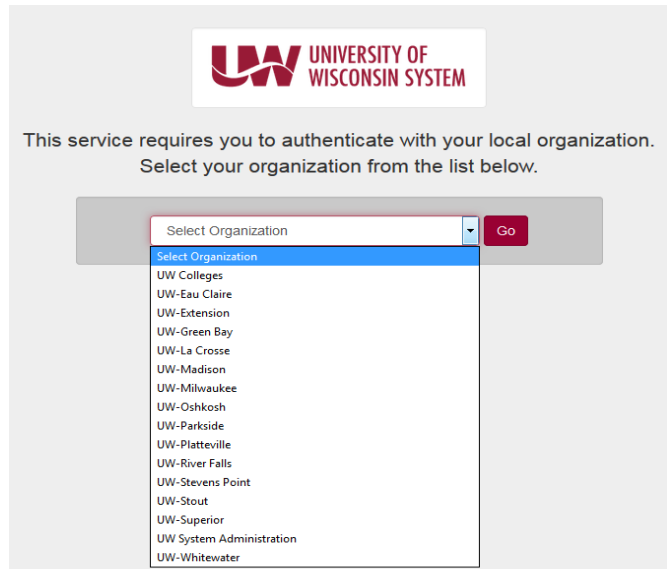 UW UNIVERSITY OF
WISCONSIN SYSTEM
This service requires you to authenticate with your local organization.
Select your organization from the list below.
Select Organization
Go
Select Organization
UW Colleges
UW-Eau Claire
UW-Extension
UW-Green Bay
UW-La Crosse
UW-Madison
UW-Milwaukee
UW-Oshkosh
UW-Parkside
UW-Platteville
UW-River Falls
UW-Stevens Point
UW-Stout
UW-Superior
UW System Administration
UW-Whitewater